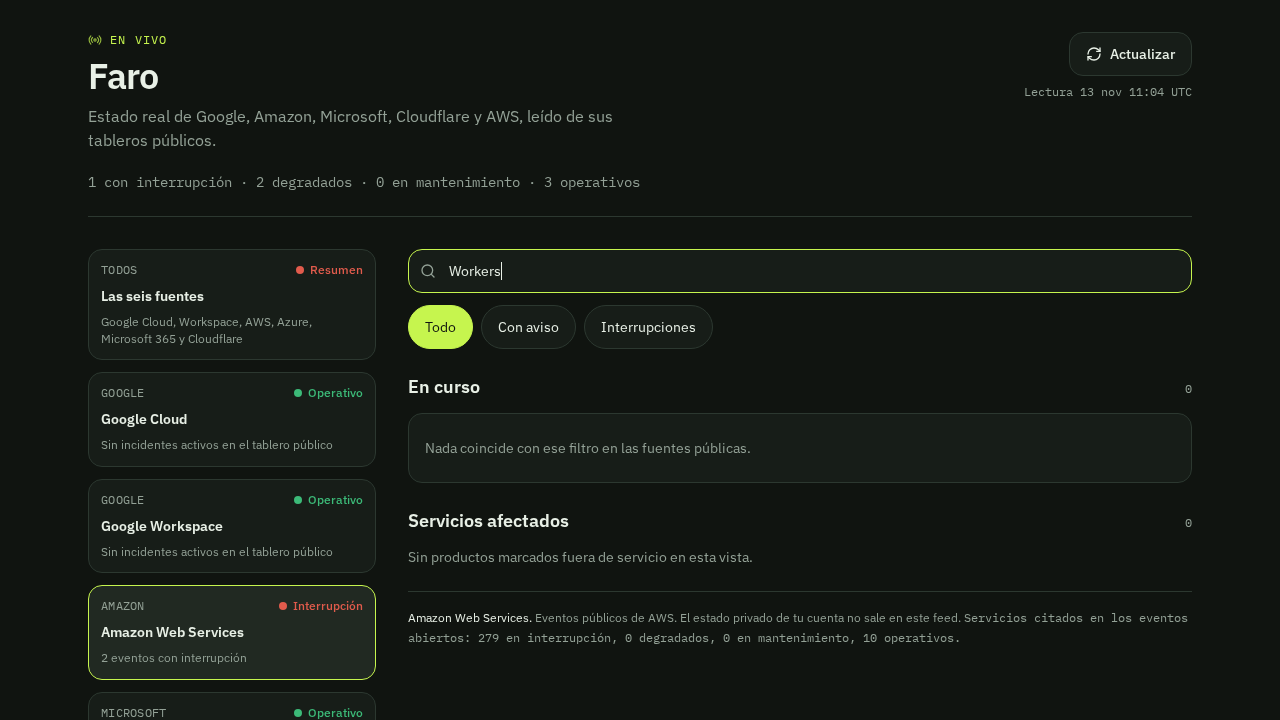 EN VIVO
Faro
Estado real de Google, Amazon, Microsoft, Cloudflare y AWS, leído de sus
tableros públicos.
1 con interrupción · 2 degradados · 0 en mantenimiento · 3 operativos
Actualizar
Lectura 13 nov 11:04 UTC
TODOS
Resumen
Las seis fuentes
Google Cloud, Workspace, AWS, Azure,
Microsoft 365 y Cloudflare
GOOGLE
Operativo
Google Cloud
Sin incidentes activos en el tablero público
GOOGLE
Operativo
Google Workspace
Sin incidentes activos en el tablero público
AMAZON
Interrupción
Amazon Web Services
2 eventos con interrupción
MICROSOFT
Operativo
Workers
Todo
Con aviso
Interrupciones
En curso
0
Nada coincide con ese filtro en las fuentes públicas.
Servicios afectados
0
Sin productos marcados fuera de servicio en esta vista.
Amazon Web Services. Eventos públicos de AWS. El estado privado de tu cuenta no sale en este feed. Servicios citados en los eventos
abiertos: 279 en interrupción, 0 degradados, 0 en mantenimiento, 10 operativos.